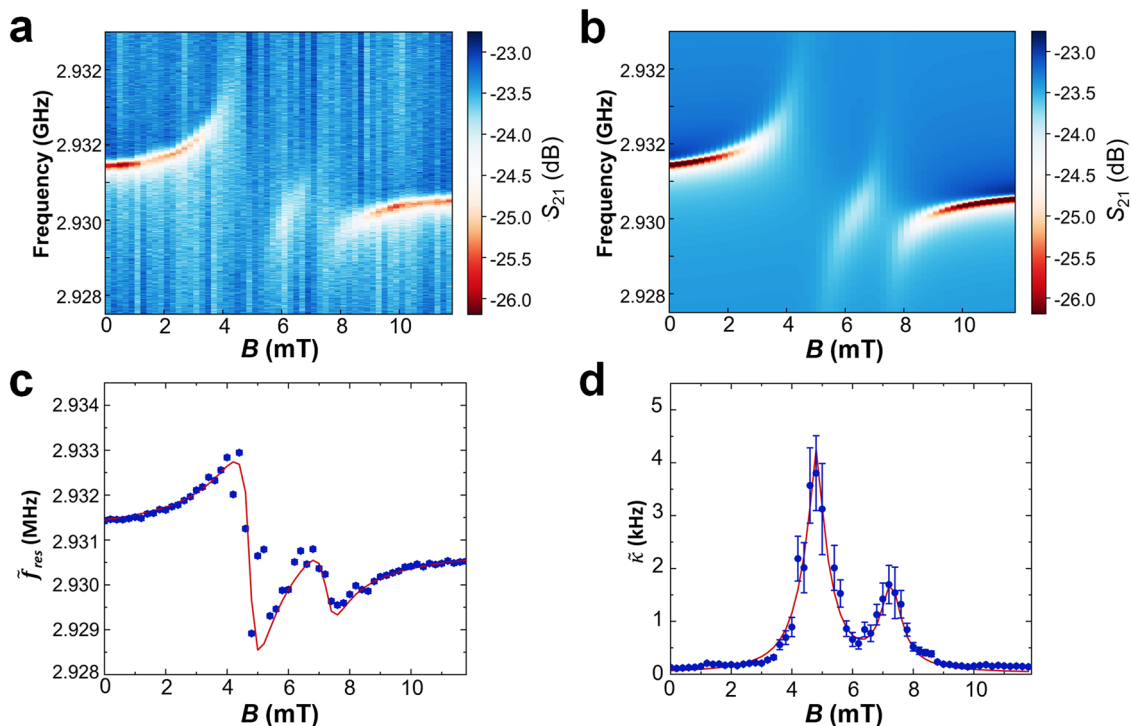 a
Frequency (GHz)
2.932
2.932
2.930
2.928
0 2 4 6 8 10
B (mT)
-23.0
-23.5
-24.0
-24.5
-25.0
-25.5
-26.0
S21 (dB)
b
Frequency (GHz)
2.932
2.932
2.930
2.928
0 2 4 6 8 10
B (mT)
-23.0
-23.5
-24.0
-24.5
-25.0
-25.5
-26.0
S21 (dB)
c
f̃res (MHz)
2.934
2.933
2.932
2.931
2.930
2.929
2.928
0 2 4 6 8 10
B (mT)
d
κ̃ (kHz)
5
4
3
2
1
0
0 2 4 6 8 10
B (mT)